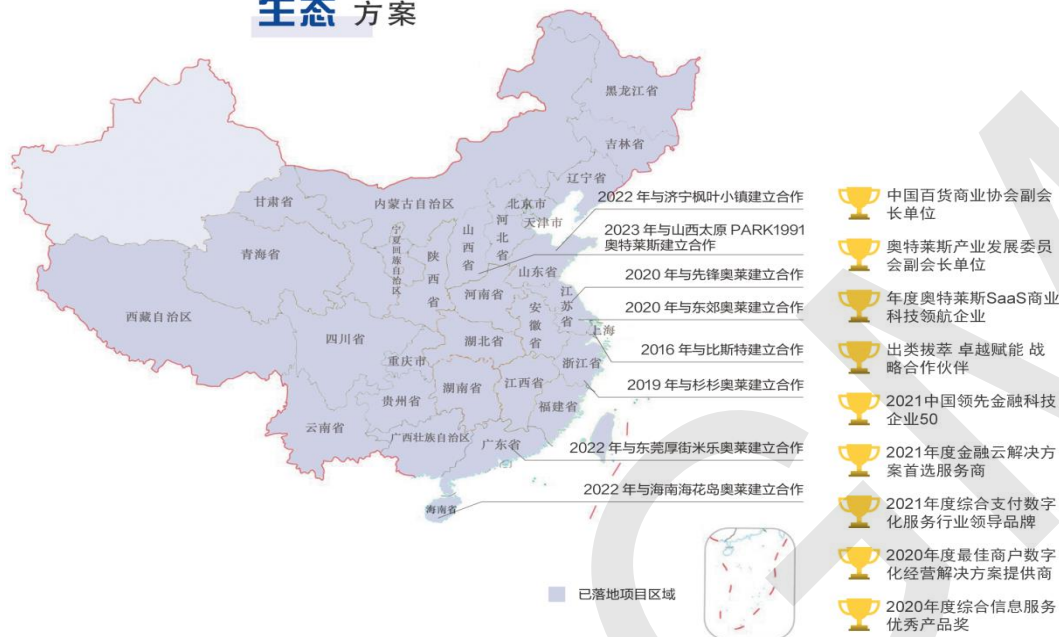 生态 方案
黑龙江省
吉林省
辽宁省
甘肃省
内蒙古自治区
北京市
天津市
河北省
山西省
宁夏回族自治区
陕西省
青海省
山东省
河南省
江苏省
安徽省
西藏自治区
四川省
湖北省
上海
重庆市
浙江省
湖南省
江西省
贵州省
福建省
云南省
广西壮族自治区
广东省
海南省
2022 年与济宁枫叶小镇建立合作
2023 年与山西太原 PARK1991
奥特莱斯建立合作
2020 年与先锋奥莱建立合作
2020 年与东郊奥莱建立合作
2016 年与比斯特建立合作
2019 年与杉杉奥莱建立合作
2022 年与东莞厚街米乐奥莱建立合作
2022 年与海南海花岛奥莱建立合作
已落地项目区域
中国百货商业协会副会
长单位
奥特莱斯产业发展委员
会副会长单位
年度奥特莱斯SaaS商业
科技领航企业
出类拔萃 卓越赋能 战
略合作伙伴
2021中国领先金融科技
企业50
2021年度金融云解决方
案首选服务商
2021年度综合支付数字
化服务行业领导品牌
2020年度最佳商户数字
化经营解决方案提供商
2020年度综合信息服务
优秀产品奖